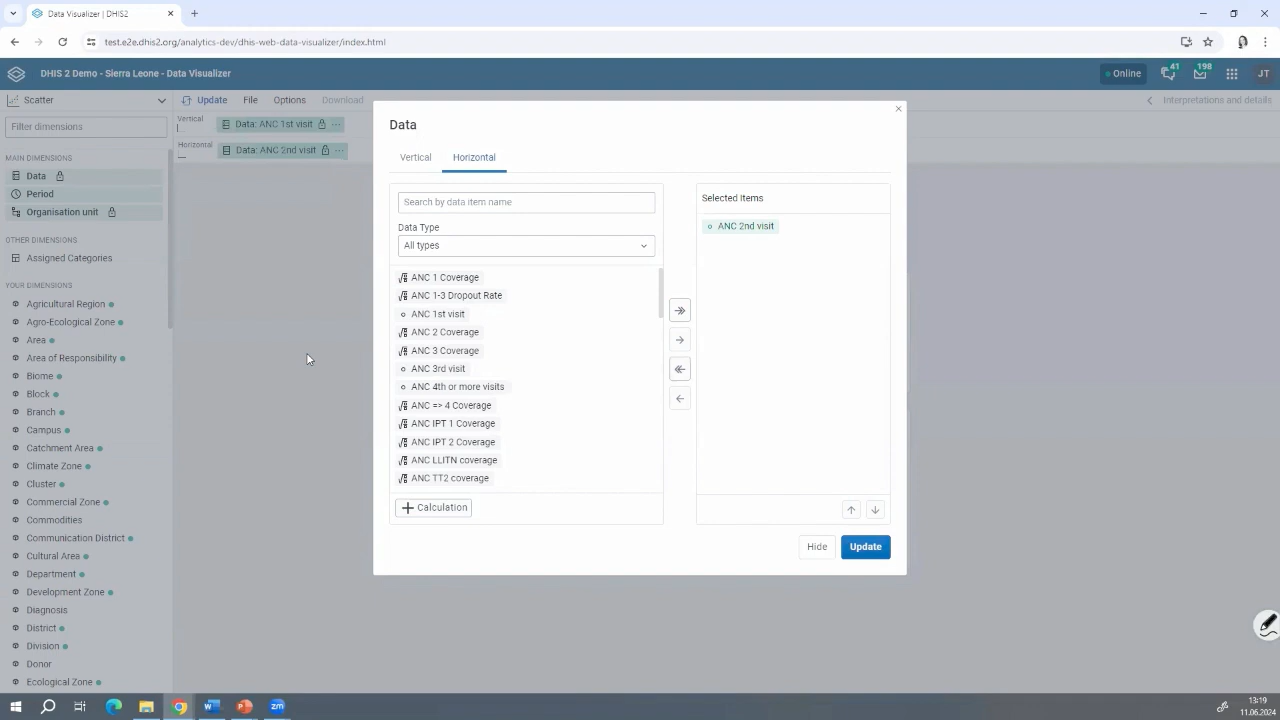 Data Visualizer | DHIS2
test.e2e.dhis2.org/analytics-dev/dhis-web-data-visualizer/index.html
DHIS 2 Demo - Sierra Leone - Data Visualizer
Online
41
198
JT
Scatter
Update
File
Options
Download
Interpretations and details
Filter dimensions
Vertical
Data: ANC 1st visit
Horizontal
Data: ANC 2nd visit
MAIN DIMENSIONS
Data
Period
Organisation unit
OTHER DIMENSIONS
Assigned Categories
YOUR DIMENSIONS
Agricultural Region
Agro-Ecological Zone
Area
Area of Responsibility
Biome
Block
Branch
Campus
Catchment Area
Climate Zone
Cluster
Commercial Zone
Commodities
Communication District
Cultural Area
Department
Development Zone
Diagnosis
District
Division
Donor
Ecological Zone
Data
Vertical
Horizontal
Search by data item name
Data Type
All types
ANC 1 Coverage
ANC 1-3 Dropout Rate
ANC 1st visit
ANC 2 Coverage
ANC 3 Coverage
ANC 3rd visit
ANC 4th or more visits
ANC => 4 Coverage
ANC IPT 1 Coverage
ANC IPT 2 Coverage
ANC LLITN coverage
ANC TT2 coverage
Calculation
Selected Items
ANC 2nd visit
Hide
Update
13:19
11.06.2024